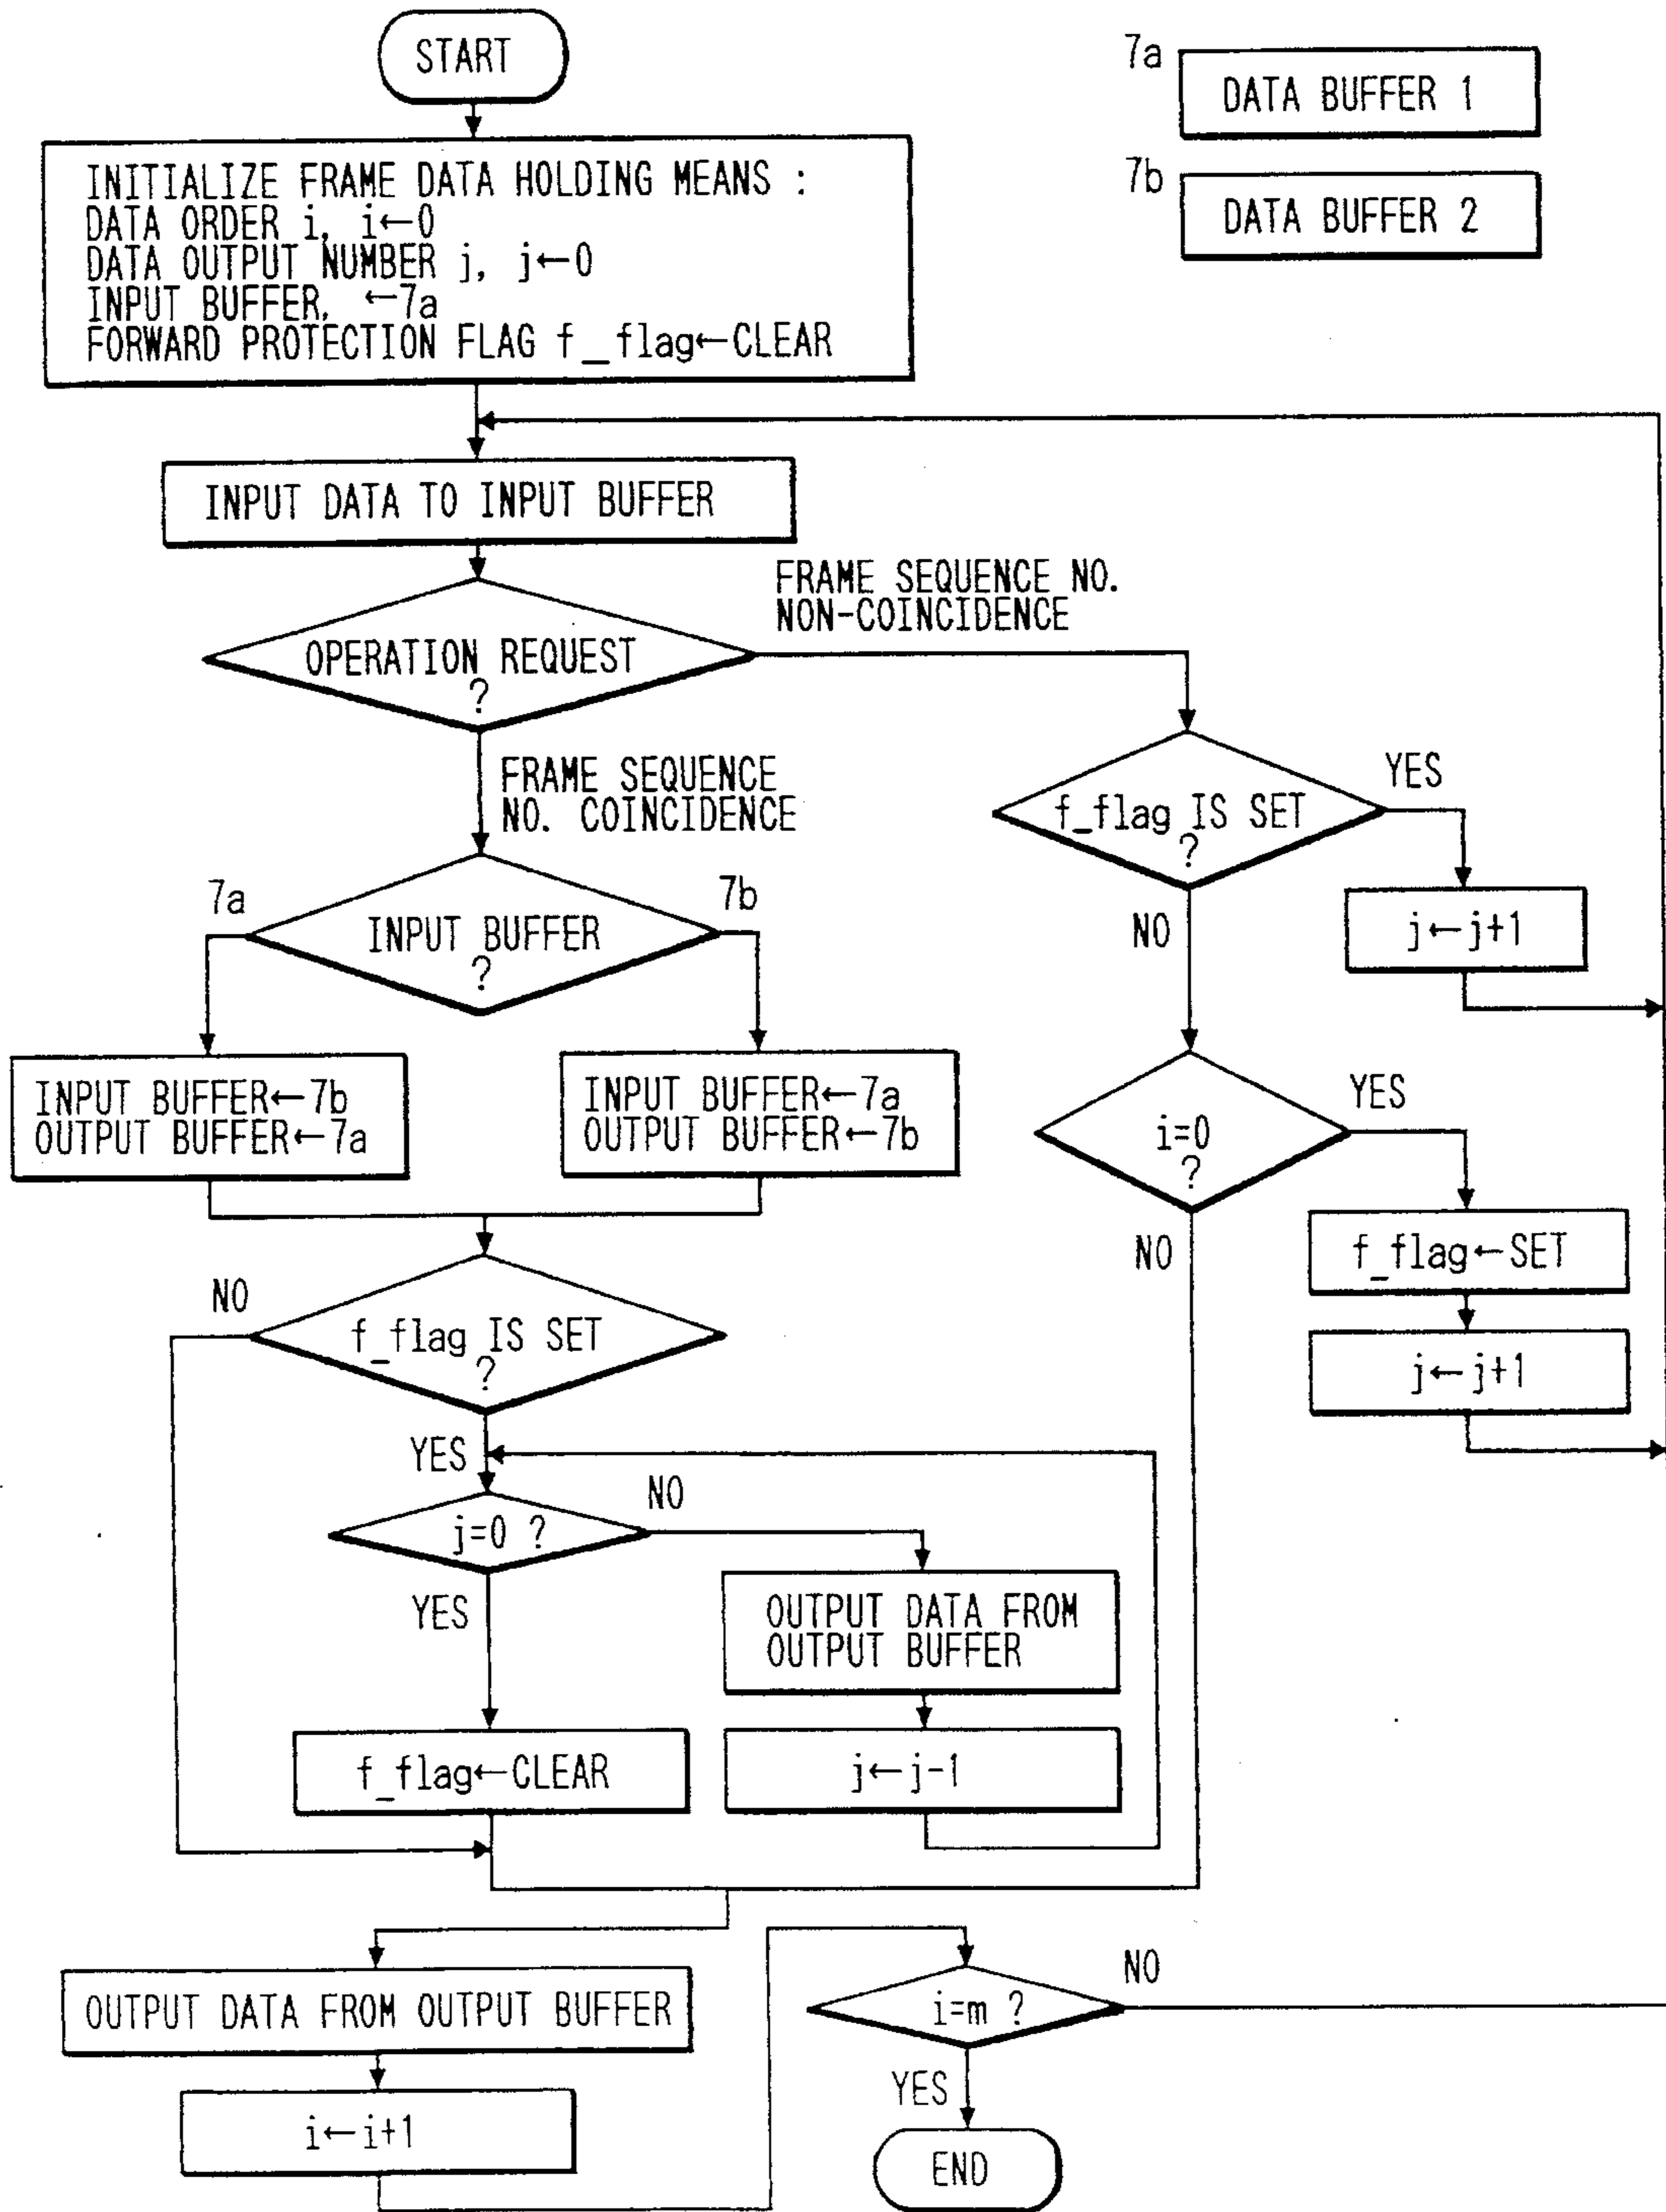 START
7a
DATA BUFFER 1
7b
DATA BUFFER 2
INITIALIZE FRAME DATA HOLDING MEANS :
DATA ORDER i, i←0
DATA OUTPUT NUMBER j, j←0
INPUT BUFFER, ←7a
FORWARD PROTECTION FLAG f_flag←CLEAR
INPUT DATA TO INPUT BUFFER
FRAME SEQUENCE NO.
NON-COINCIDENCE
OPERATION REQUEST
?
FRAME SEQUENCE
NO. COINCIDENCE
YES
f_flag IS SET
?
NO
j←j+1
7a
7b
INPUT BUFFER
?
INPUT BUFFER←7b
OUTPUT BUFFER←7a
INPUT BUFFER←7a
OUTPUT BUFFER←7b
YES
i=0
?
NO
f_flag←SET
j←j+1
NO
f_flag IS SET
?
YES
NO
j=0 ?
YES
OUTPUT DATA FROM
OUTPUT BUFFER
f_flag←CLEAR
j←j-1
OUTPUT DATA FROM OUTPUT BUFFER
i←i+1
NO
i=m ?
YES
END